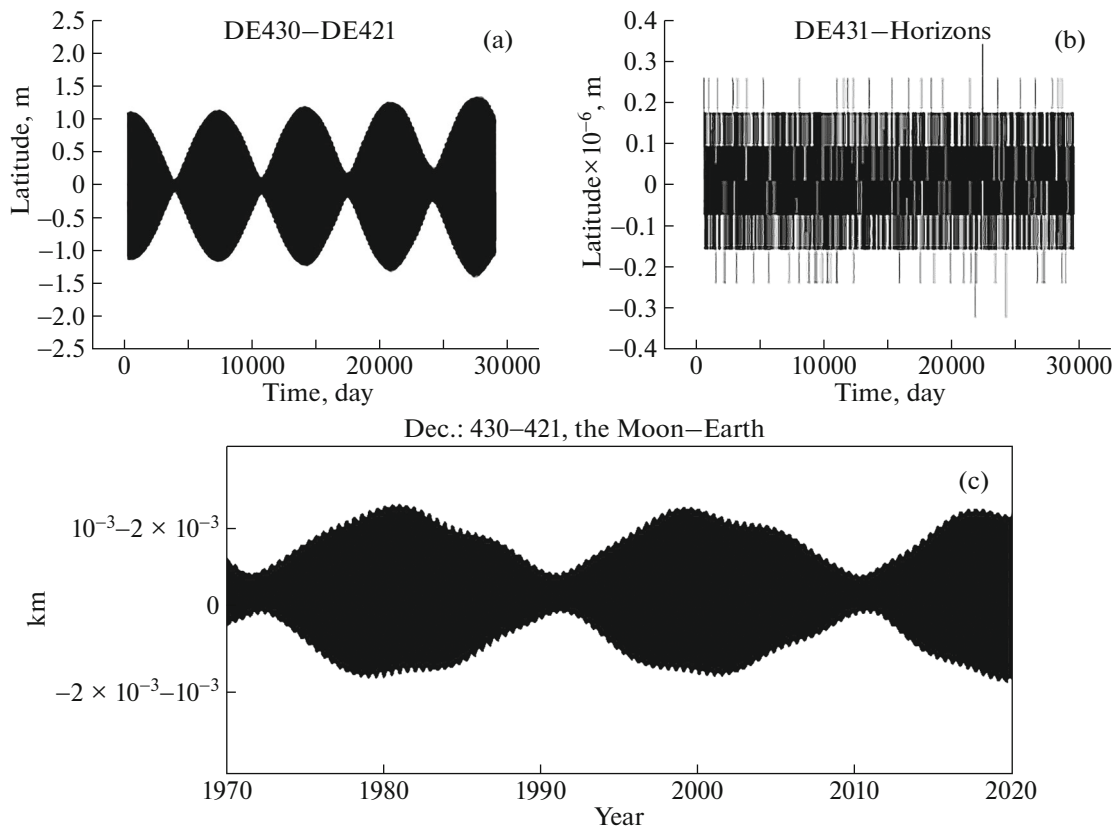 DE430–DE421
(a)
2.5
2.0
1.5
1.0
0.5
0
–0.5
–1.0
–1.5
–2.0
–2.5
Latitude, m
0 10000 20000 30000
Time, day
DE431–Horizons
(b)
0.4
0.3
0.2
0.1
0
–0.1
–0.2
–0.3
–0.4
Latitude×10⁻⁶, m
0 10000 20000 30000
Time, day
Dec.: 430–421, the Moon–Earth
(c)
10⁻³–2 × 10⁻³
0
–2 × 10⁻³–10⁻³
km
1970 1980 1990 2000 2010 2020
Year